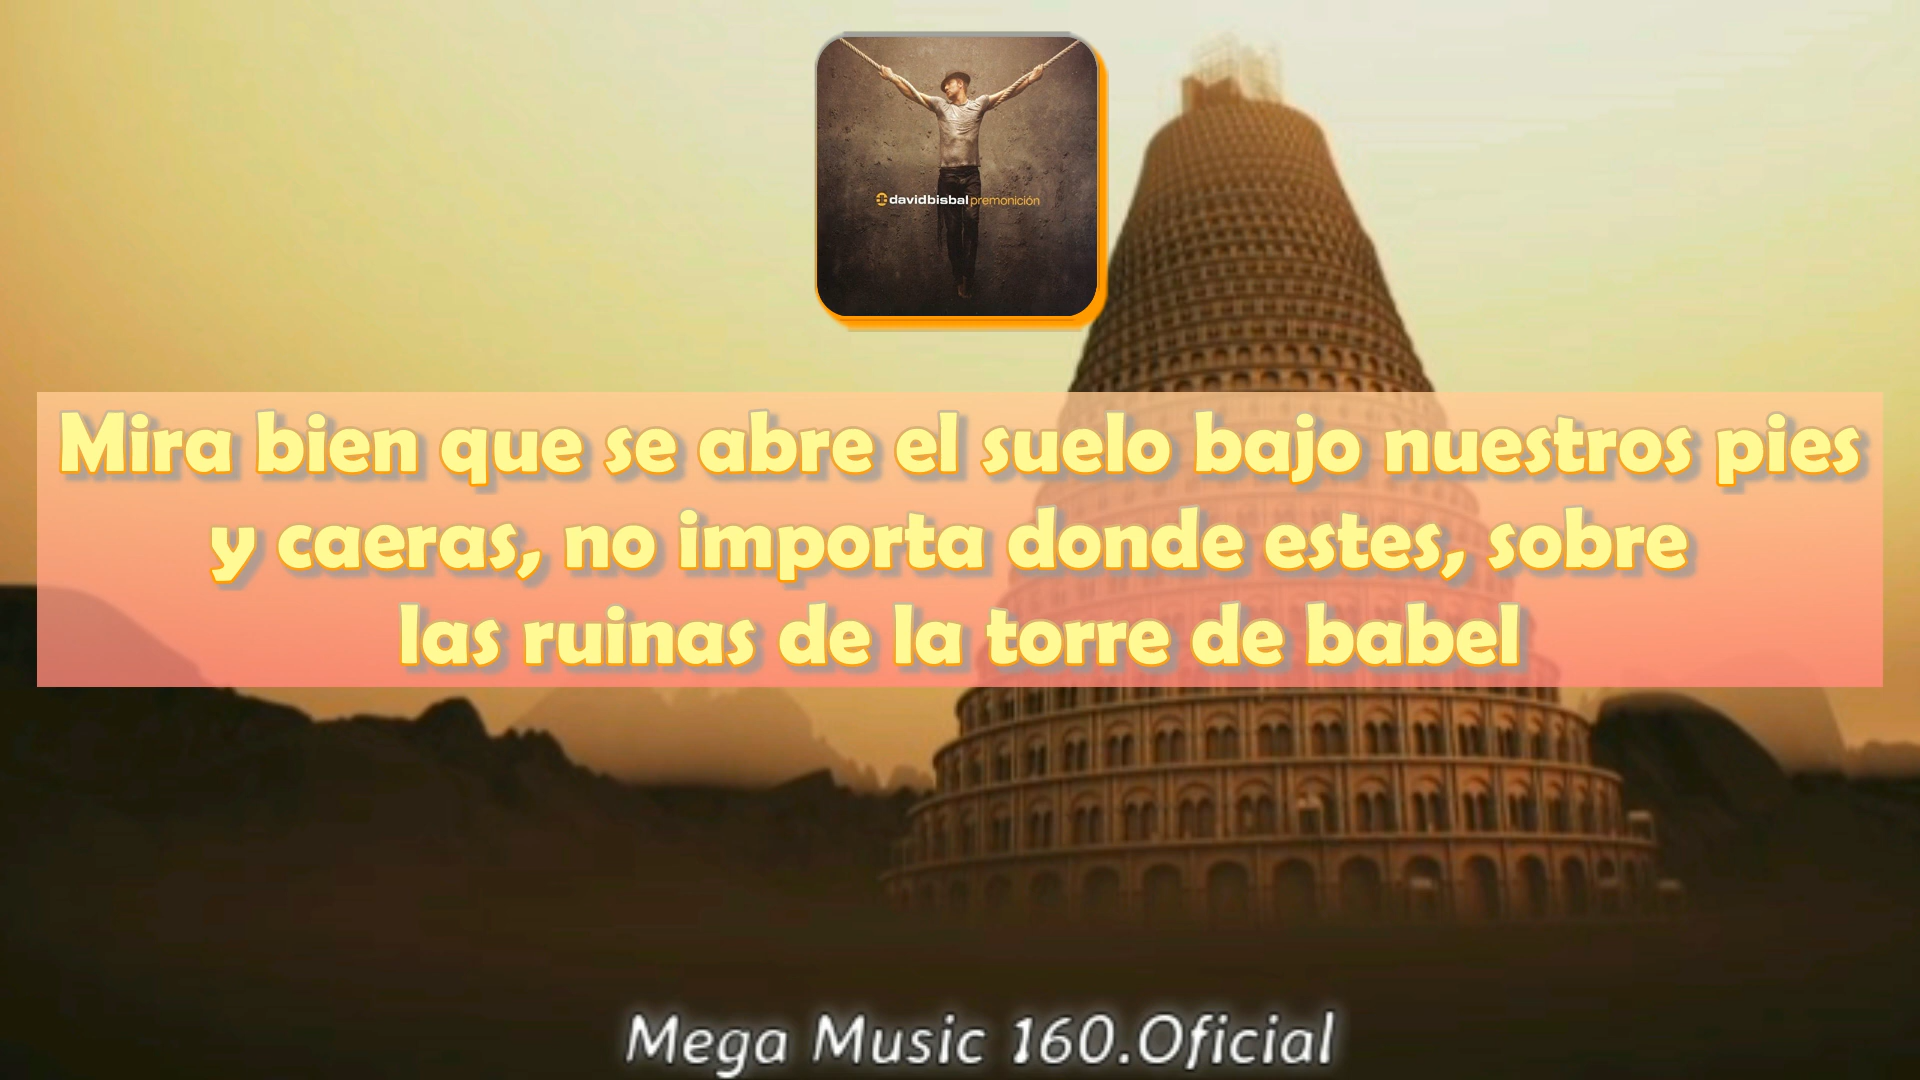 davidbisbal premonición
Mira bien que se abre el suelo bajo nuestros pies
y caeras, no importa donde estes, sobre
las ruinas de la torre de babel
Mega Music 160.Oficial